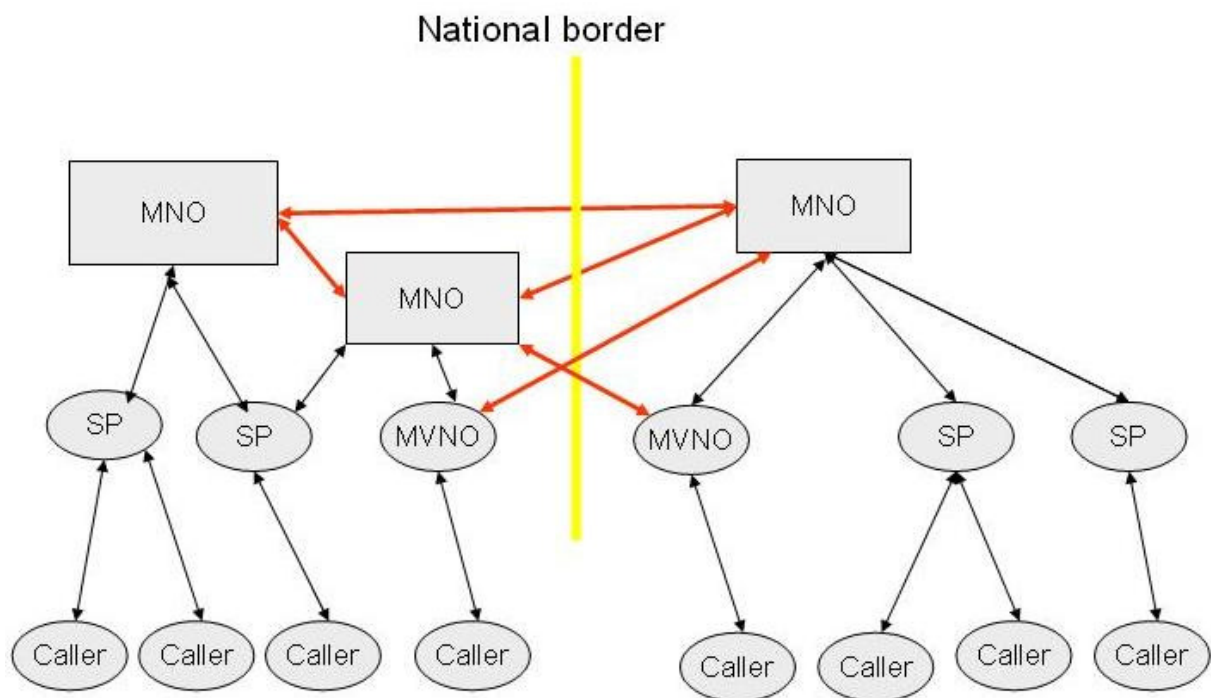 National border
MNO
MNO
MNO
SP
SP
MVNO
MVNO
SP
SP
Caller
Caller
Caller
Caller
Caller
Caller
Caller
Caller